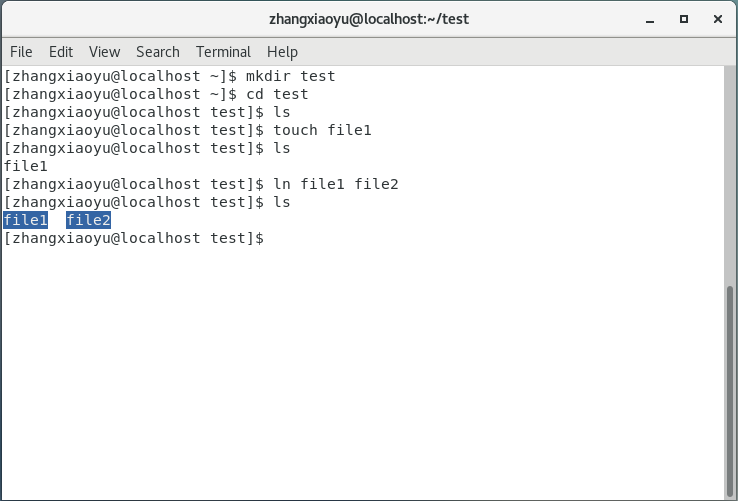 zhangxiaoyu@localhost:~/test
File Edit View Search Terminal Help
[zhangxiaoyu@localhost ~]$ mkdir test
[zhangxiaoyu@localhost ~]$ cd test
[zhangxiaoyu@localhost test]$ ls
[zhangxiaoyu@localhost test]$ touch file1
[zhangxiaoyu@localhost test]$ ls
file1
[zhangxiaoyu@localhost test]$ ln file1 file2
[zhangxiaoyu@localhost test]$ ls
file1  file2
[zhangxiaoyu@localhost test]$